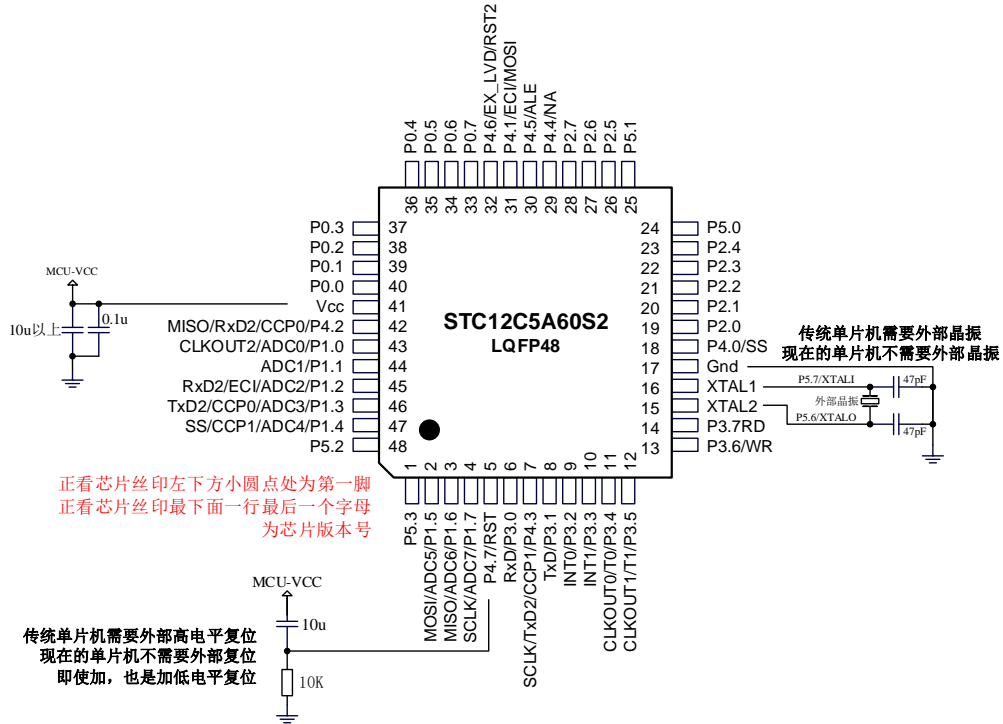 P0.4
P0.5
P0.6
P0.7
P4.6/EX_LVD/RST2
P4.1/ECI/MOSI
P4.5/ALE
P4.4/NA
P2.7
P2.6
P2.5
P5.1
36
35
34
33
32
31
30
29
28
27
26
25
P0.3
37
P0.2
38
P0.1
39
P0.0
40
Vcc
41
MISO/RxD2/CCP0/P4.2
42
CLKOUT2/ADC0/P1.0
43
ADC1/P1.1
44
RxD2/ECI/ADC2/P1.2
45
TxD2/CCP0/ADC3/P1.3
46
SS/CCP1/ADC4/P1.4
47
P5.2
48
MCU-VCC
10u以上
0.1u
STC12C5A60S2
LQFP48
24
P5.0
23
P2.4
22
P2.3
21
P2.2
20
P2.1
19
P2.0
18
P4.0/SS
17
Gnd
16
XTAL1
15
XTAL2
14
P3.7RD
13
P3.6/WR
传统单片机需要外部晶振
现在的单片机不需要外部晶振
P5.7/XTALI
47pF
外部晶振
P5.6/XTALO
47pF
1
2
3
4
5
6
7
8
9
10
11
12
P5.3
MOSI/ADC5/P1.5
MISO/ADC6/P1.6
SCLK/ADC7/P1.7
P4.7/RST
RxD/P3.0
SCLK/TxD2/CCP1/P4.3
TxD/P3.1
INT0/P3.2
INT1/P3.3
CLKOUT0/T0/P3.4
CLKOUT1/T1/P3.5
正看芯片丝印左下方小圆点处为第一脚
正看芯片丝印最下面一行最后一个字母
为芯片版本号
MCU-VCC
10u
传统单片机需要外部高电平复位
现在的单片机不需要外部复位
即使加，也是加低电平复位
10K